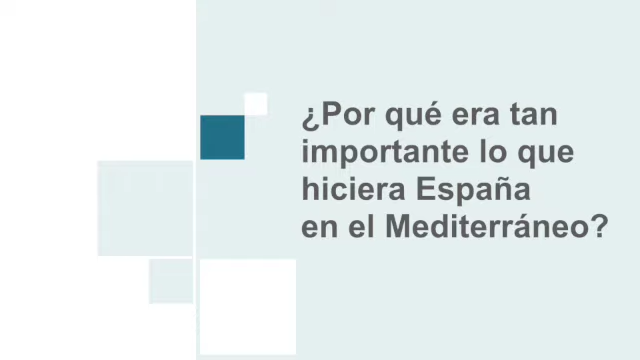 ¿Por qué era tan
importante lo que
hiciera España
en el Mediterráneo?